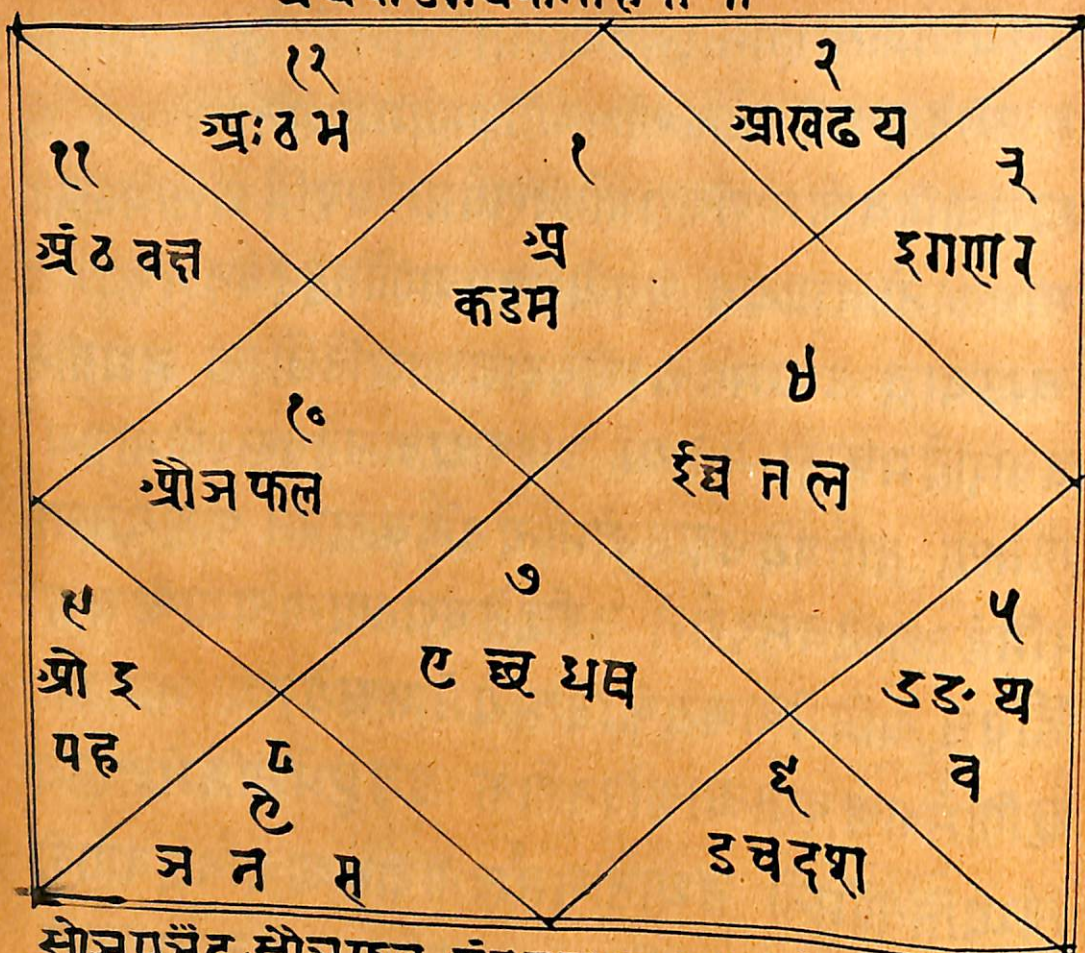 १२
अः ठ भ
२
आ ख ढ य
११
अं ठ व क्ष
१
अ
क ड म
३
इ ग ण र
१०
औ ञ फ ल
४
ई घ त ल
९
ओ इ
प ह
७
ए छ ध ष
५
उ ङ थ
व
८
ऐ
ञ न स
६
ड च द श